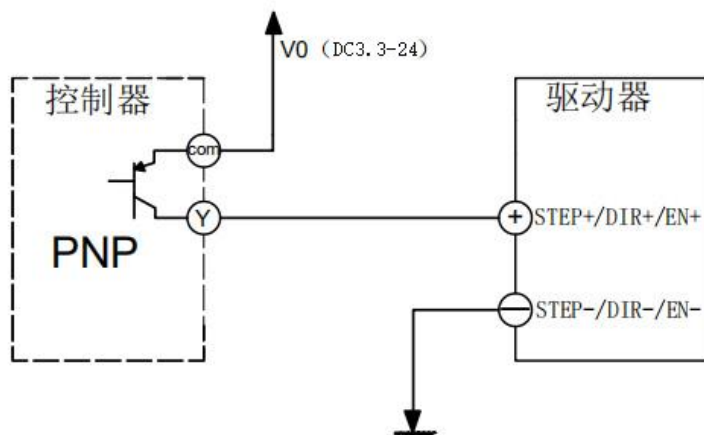 V0 (DC3.3-24)
控制器
驱动器
com
Y
+
STEP+/DIR+/EN+
PNP
−
STEP-/DIR-/EN-